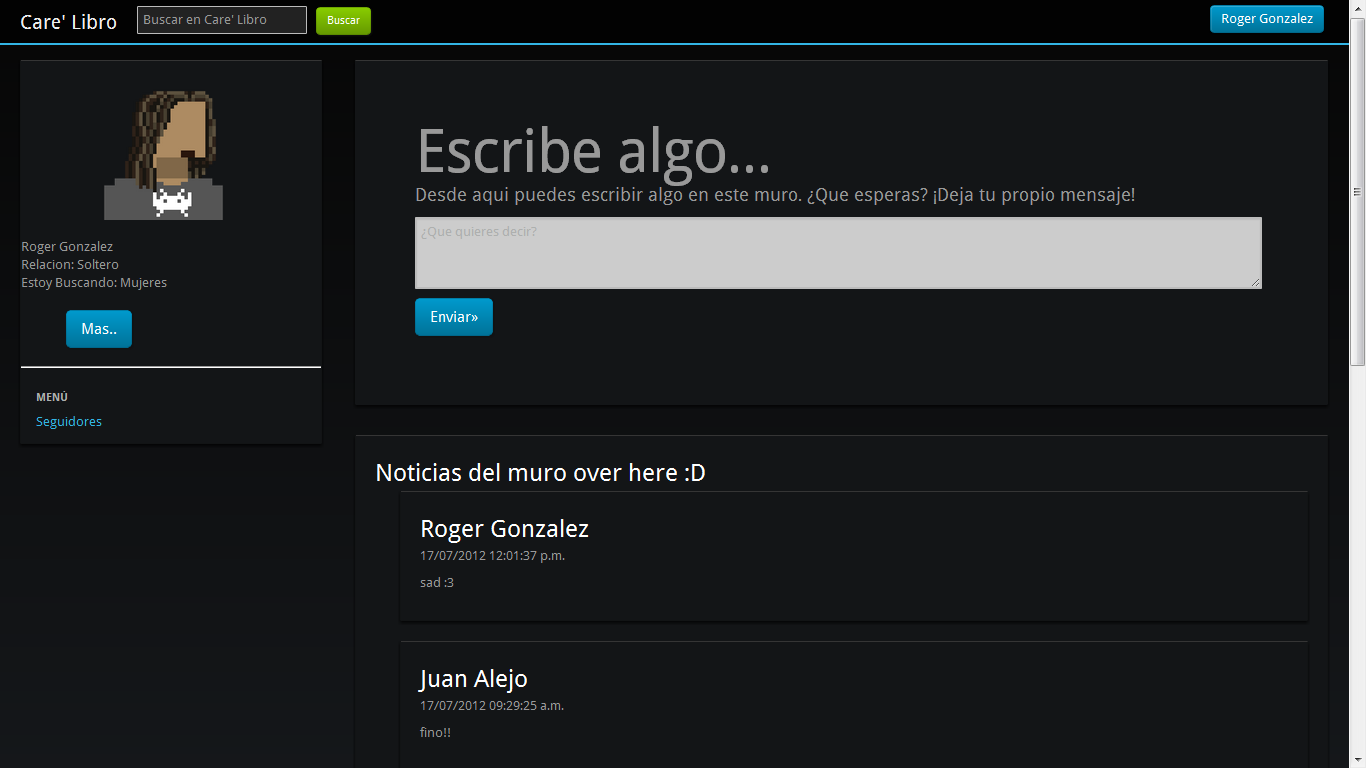 Care' Libro
Buscar en Care' Libro
Buscar
Roger Gonzalez
Roger Gonzalez
Relacion: Soltero
Estoy Buscando: Mujeres
Mas..
MENÚ
Seguidores
Escribe algo...
Desde aqui puedes escribir algo en este muro. ¿Que esperas? ¡Deja tu propio mensaje!
¿Que quieres decir?
Enviar»
Noticias del muro over here :D
Roger Gonzalez
17/07/2012 12:01:37 p.m.
sad :3
Juan Alejo
17/07/2012 09:29:25 a.m.
fino!!